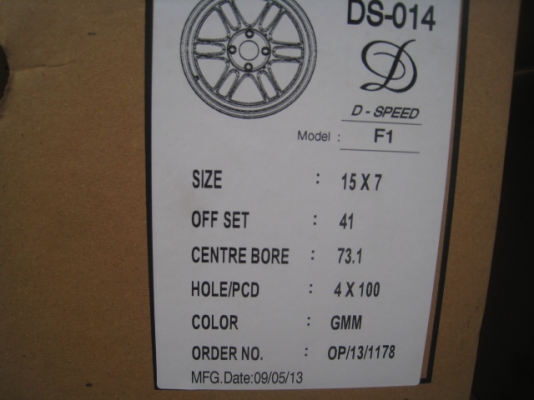 DS-014
D
D - SPEED
Model : F1
SIZE : 15 X 7
OFF SET : 41
CENTRE BORE : 73.1
HOLE/PCD : 4 X 100
COLOR : GMM
ORDER NO. : OP/13/1178
MFG.Date:09/05/13